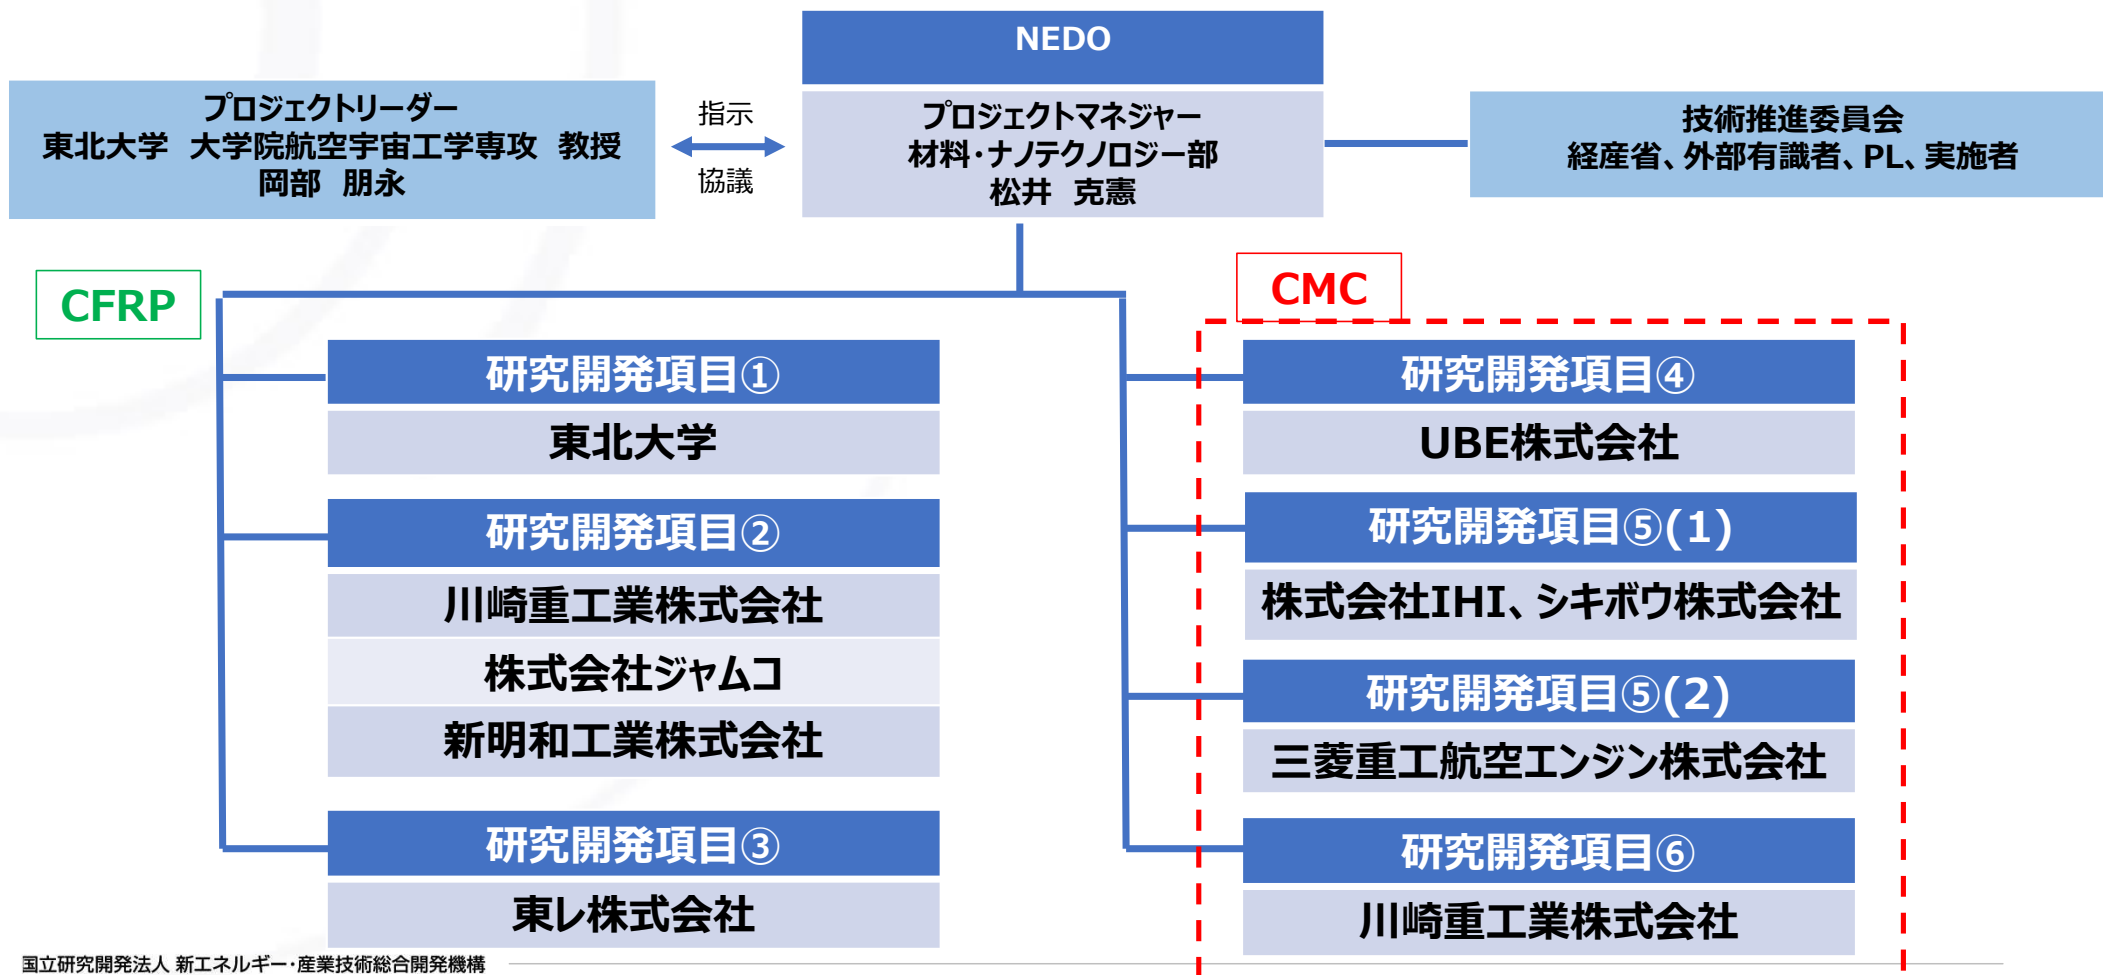 NEDO
プロジェクトリーダー
東北大学 大学院航空宇宙工学専攻 教授
岡部 朋永
指示
協議
プロジェクトマネジャー
材料・ナノテクノロジー部
松井 克憲
技術推進委員会
経産省、外部有識者、PL、実施者
CFRP
研究開発項目①
東北大学
研究開発項目②
川崎重工業株式会社
株式会社ジャムコ
新明和工業株式会社
研究開発項目③
東レ株式会社
CMC
研究開発項目④
UBE株式会社
研究開発項目⑤(1)
株式会社IHI、シキボウ株式会社
研究開発項目⑤(2)
三菱重工航空エンジン株式会社
研究開発項目⑥
川崎重工業株式会社
国立研究開発法人 新エネルギー・産業技術総合開発機構